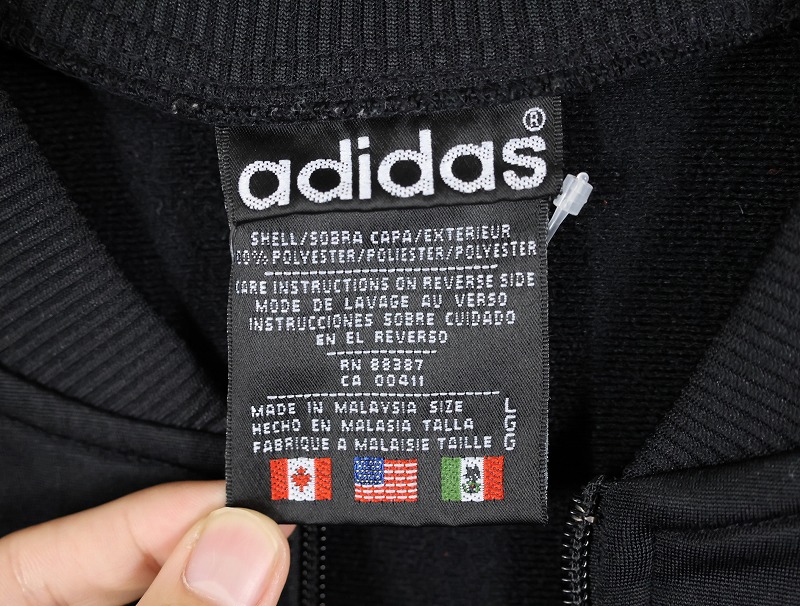 adidas®
SHELL/SOBRA CAPA/EXTERIEUR
00% POLYESTER/POLIESTER/POLYESTER
CARE INSTRUCTIONS ON REVERSE SIDE
MODE DE LAVAGE AU VERSO
INSTRUCCIONES SOBRE CUIDADO
EN EL REVERSO
RN 88387
CA 00411
MADE IN MALAYSIA SIZE L
HECHO EN MALASIA TALLA G
FABRIQUE A MALAISIE TAILLE G